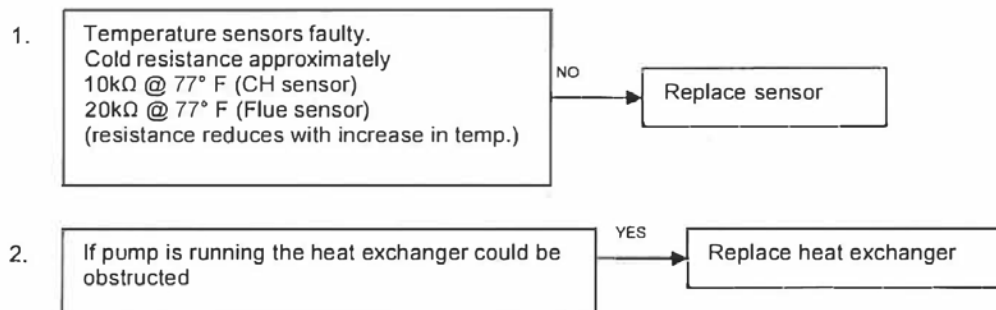 1.
Temperature sensors faulty.
Cold resistance approximately
10kΩ @ 77° F (CH sensor)
20kΩ @ 77° F (Flue sensor)
(resistance reduces with increase in temp.)
NO
Replace sensor
2.
If pump is running the heat exchanger could be
obstructed
YES
Replace heat exchanger